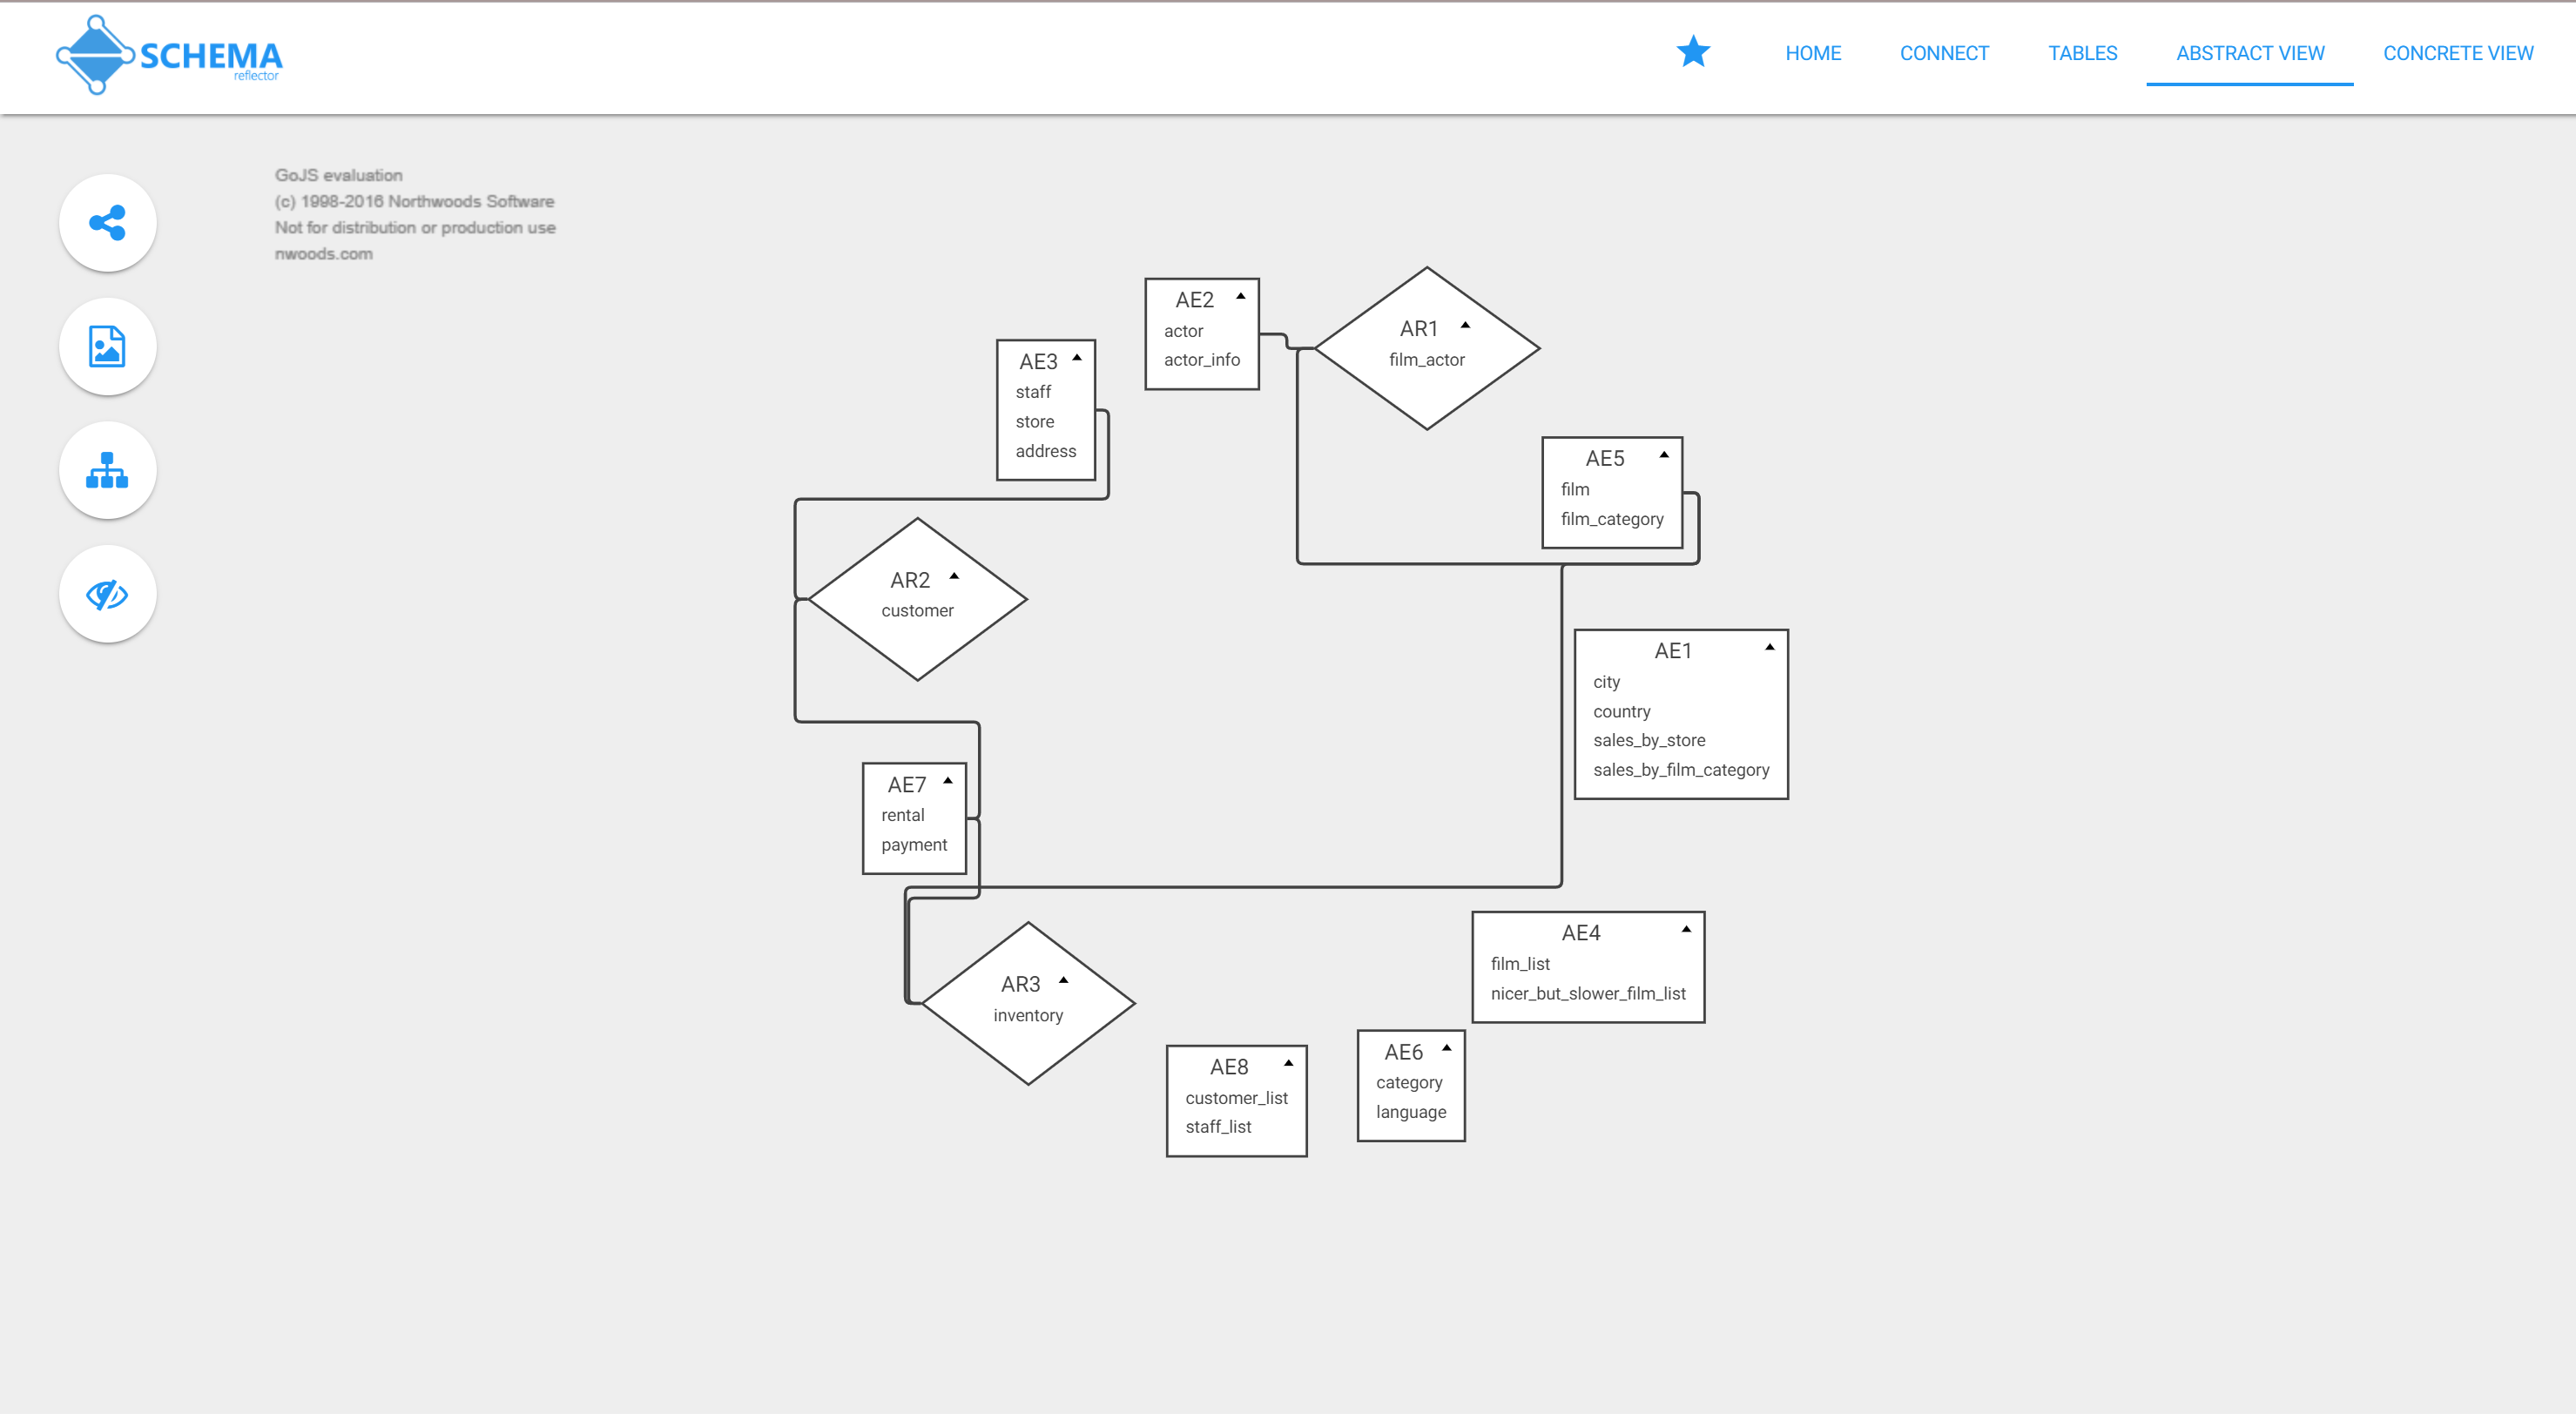 SCHEMA
reflector
HOME
CONNECT
TABLES
ABSTRACT VIEW
CONCRETE VIEW
GoJS evaluation
(c) 1998-2016 Northwoods Software
Not for distribution or production use
nwoods.com
AE2
actor
actor_info
AR1
film_actor
AE3
staff
store
address
AE5
film
film_category
AR2
customer
AE1
city
country
sales_by_store
sales_by_film_category
AE7
rental
payment
AE4
film_list
nicer_but_slower_film_list
AR3
inventory
AE8
customer_list
staff_list
AE6
category
language